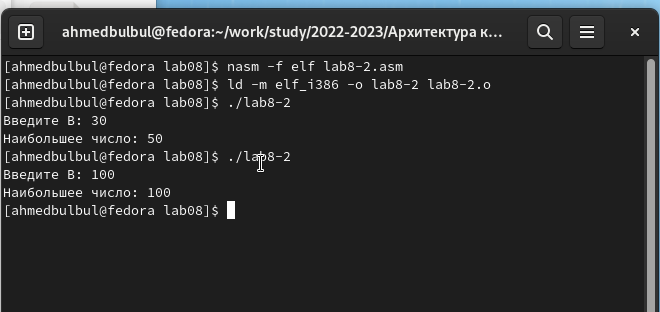 ahmedbulbul@fedora:~/work/study/2022-2023/Архитектура к...
[ahmedbulbul@fedora lab08]$ nasm -f elf lab8-2.asm
[ahmedbulbul@fedora lab08]$ ld -m elf_i386 -o lab8-2 lab8-2.o
[ahmedbulbul@fedora lab08]$ ./lab8-2
Введите B: 30
Наибольшее число: 50
[ahmedbulbul@fedora lab08]$ ./lab8-2
Введите B: 100
Наибольшее число: 100
[ahmedbulbul@fedora lab08]$